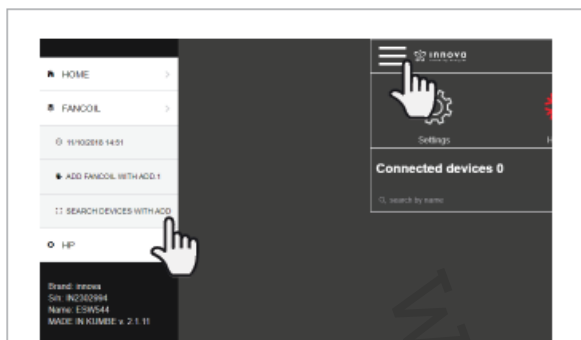 HOME
FANCOIL
11/10/2018 14:51
ADD FANCOIL WITH ADD.1
SEARCH DEVICES WITH ADD
HP
Brand: innova
S/n: IN2302994
Name: ESW544
MADE IN KUMBE v. 2.1.11
innova
Settings
H
Connected devices 0
search by name